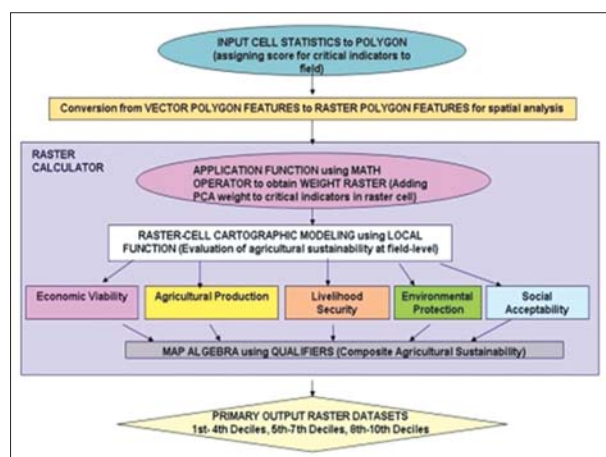 INPUT CELL STATISTICS to POLYGON
(assigning score for critical indicators to
field)
Conversion from VECTOR POLYGON FEATURES to RASTER POLYGON FEATURES for spatial analysis
RASTER
CALCULATOR
APPLICATION FUNCTION using MATH
OPERATOR to obtain WEIGHT RASTER (Adding
PCA weight to critical indicators in raster cell)
RASTER-CELL CARTOGRAPHIC MODELING using LOCAL
FUNCTION (Evaluation of agricultural sustainability at field-level)
Economic Viability
Agricultural Production
Livelihood
Security
Environmental
Protection
Social
Acceptability
MAP ALGEBRA using QUALIFIERS (Composite Agricultural Sustainability)
PRIMARY OUTPUT RASTER DATASETS
1st- 4th Deciles, 5th-7th Deciles, 8th-10th Deciles